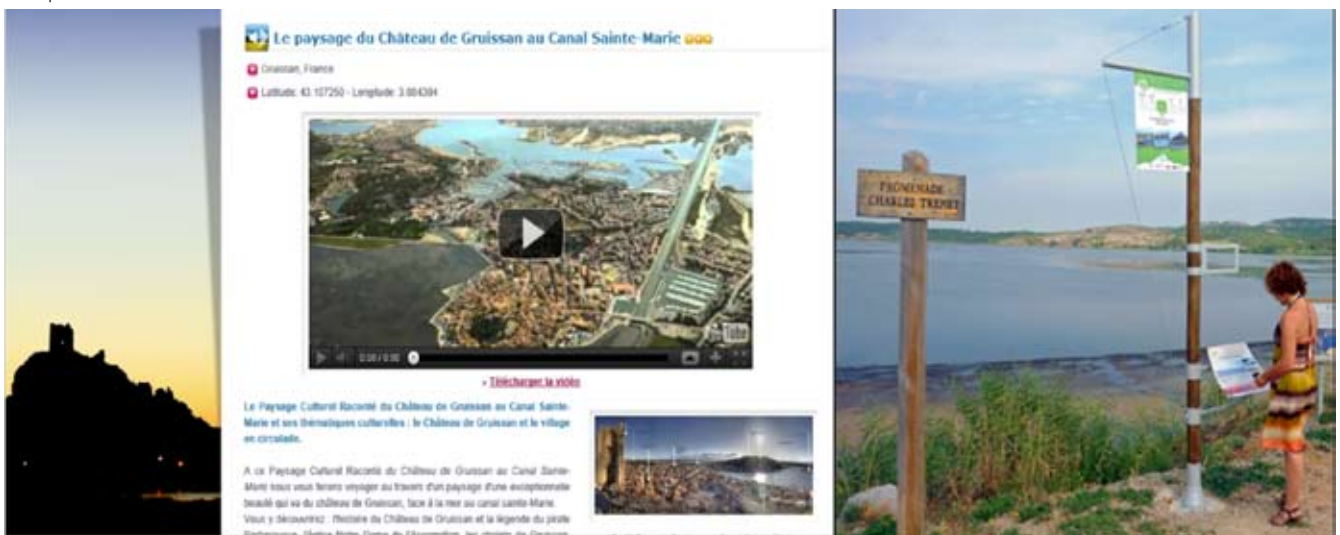 Le paysage du Château de Gruissan au Canal Sainte-Marie
Gruissan, France
Latitude: 43.107250 - Longitude: 3.084394
0:00 / 0:00
» Télécharger la vidéo
Le Paysage Culturel Raconté du Château de Gruissan au Canal Sainte-
Marie et ses thématiques culturelles : le Château de Gruissan et le village
en circulade.
A ce Paysage Culturel Raconté du Château de Gruissan au Canal Sainte-
Marie nous vous ferons voyager au travers d'un paysage d'une exceptionnelle
beauté qui va du château de Gruissan, face à la mer au canal sainte-Marie.
Vous y découvrirez : l'histoire du Château de Gruissan et la légende du pirate
PROMENADE
CHARLES TRENET